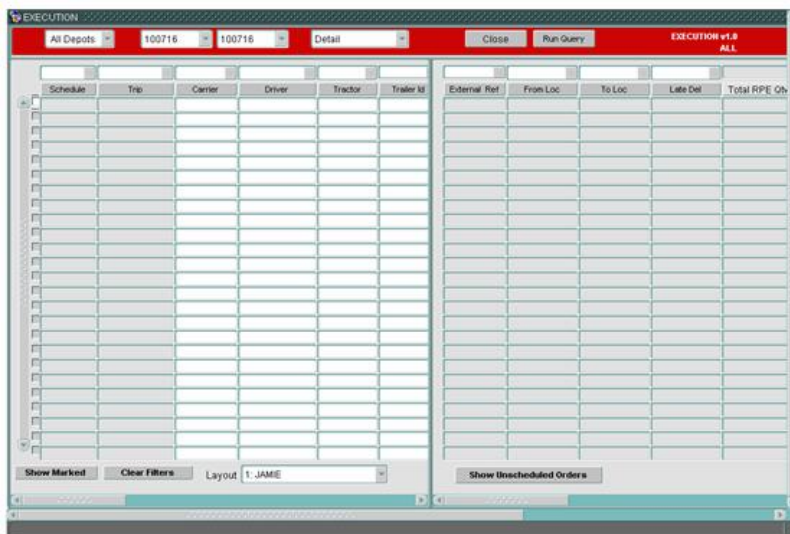 EXECUTION
All Depots 100716 100716 Detail Close Run Query EXECUTION v1.0
ALL
Schedule Trip Carrier Driver Tractor Trailer Id External Ref From Loc To Loc Late Del Total RPE Qty
Show Marked Clear Filters Layout 1: JAMIE Show Unscheduled Orders